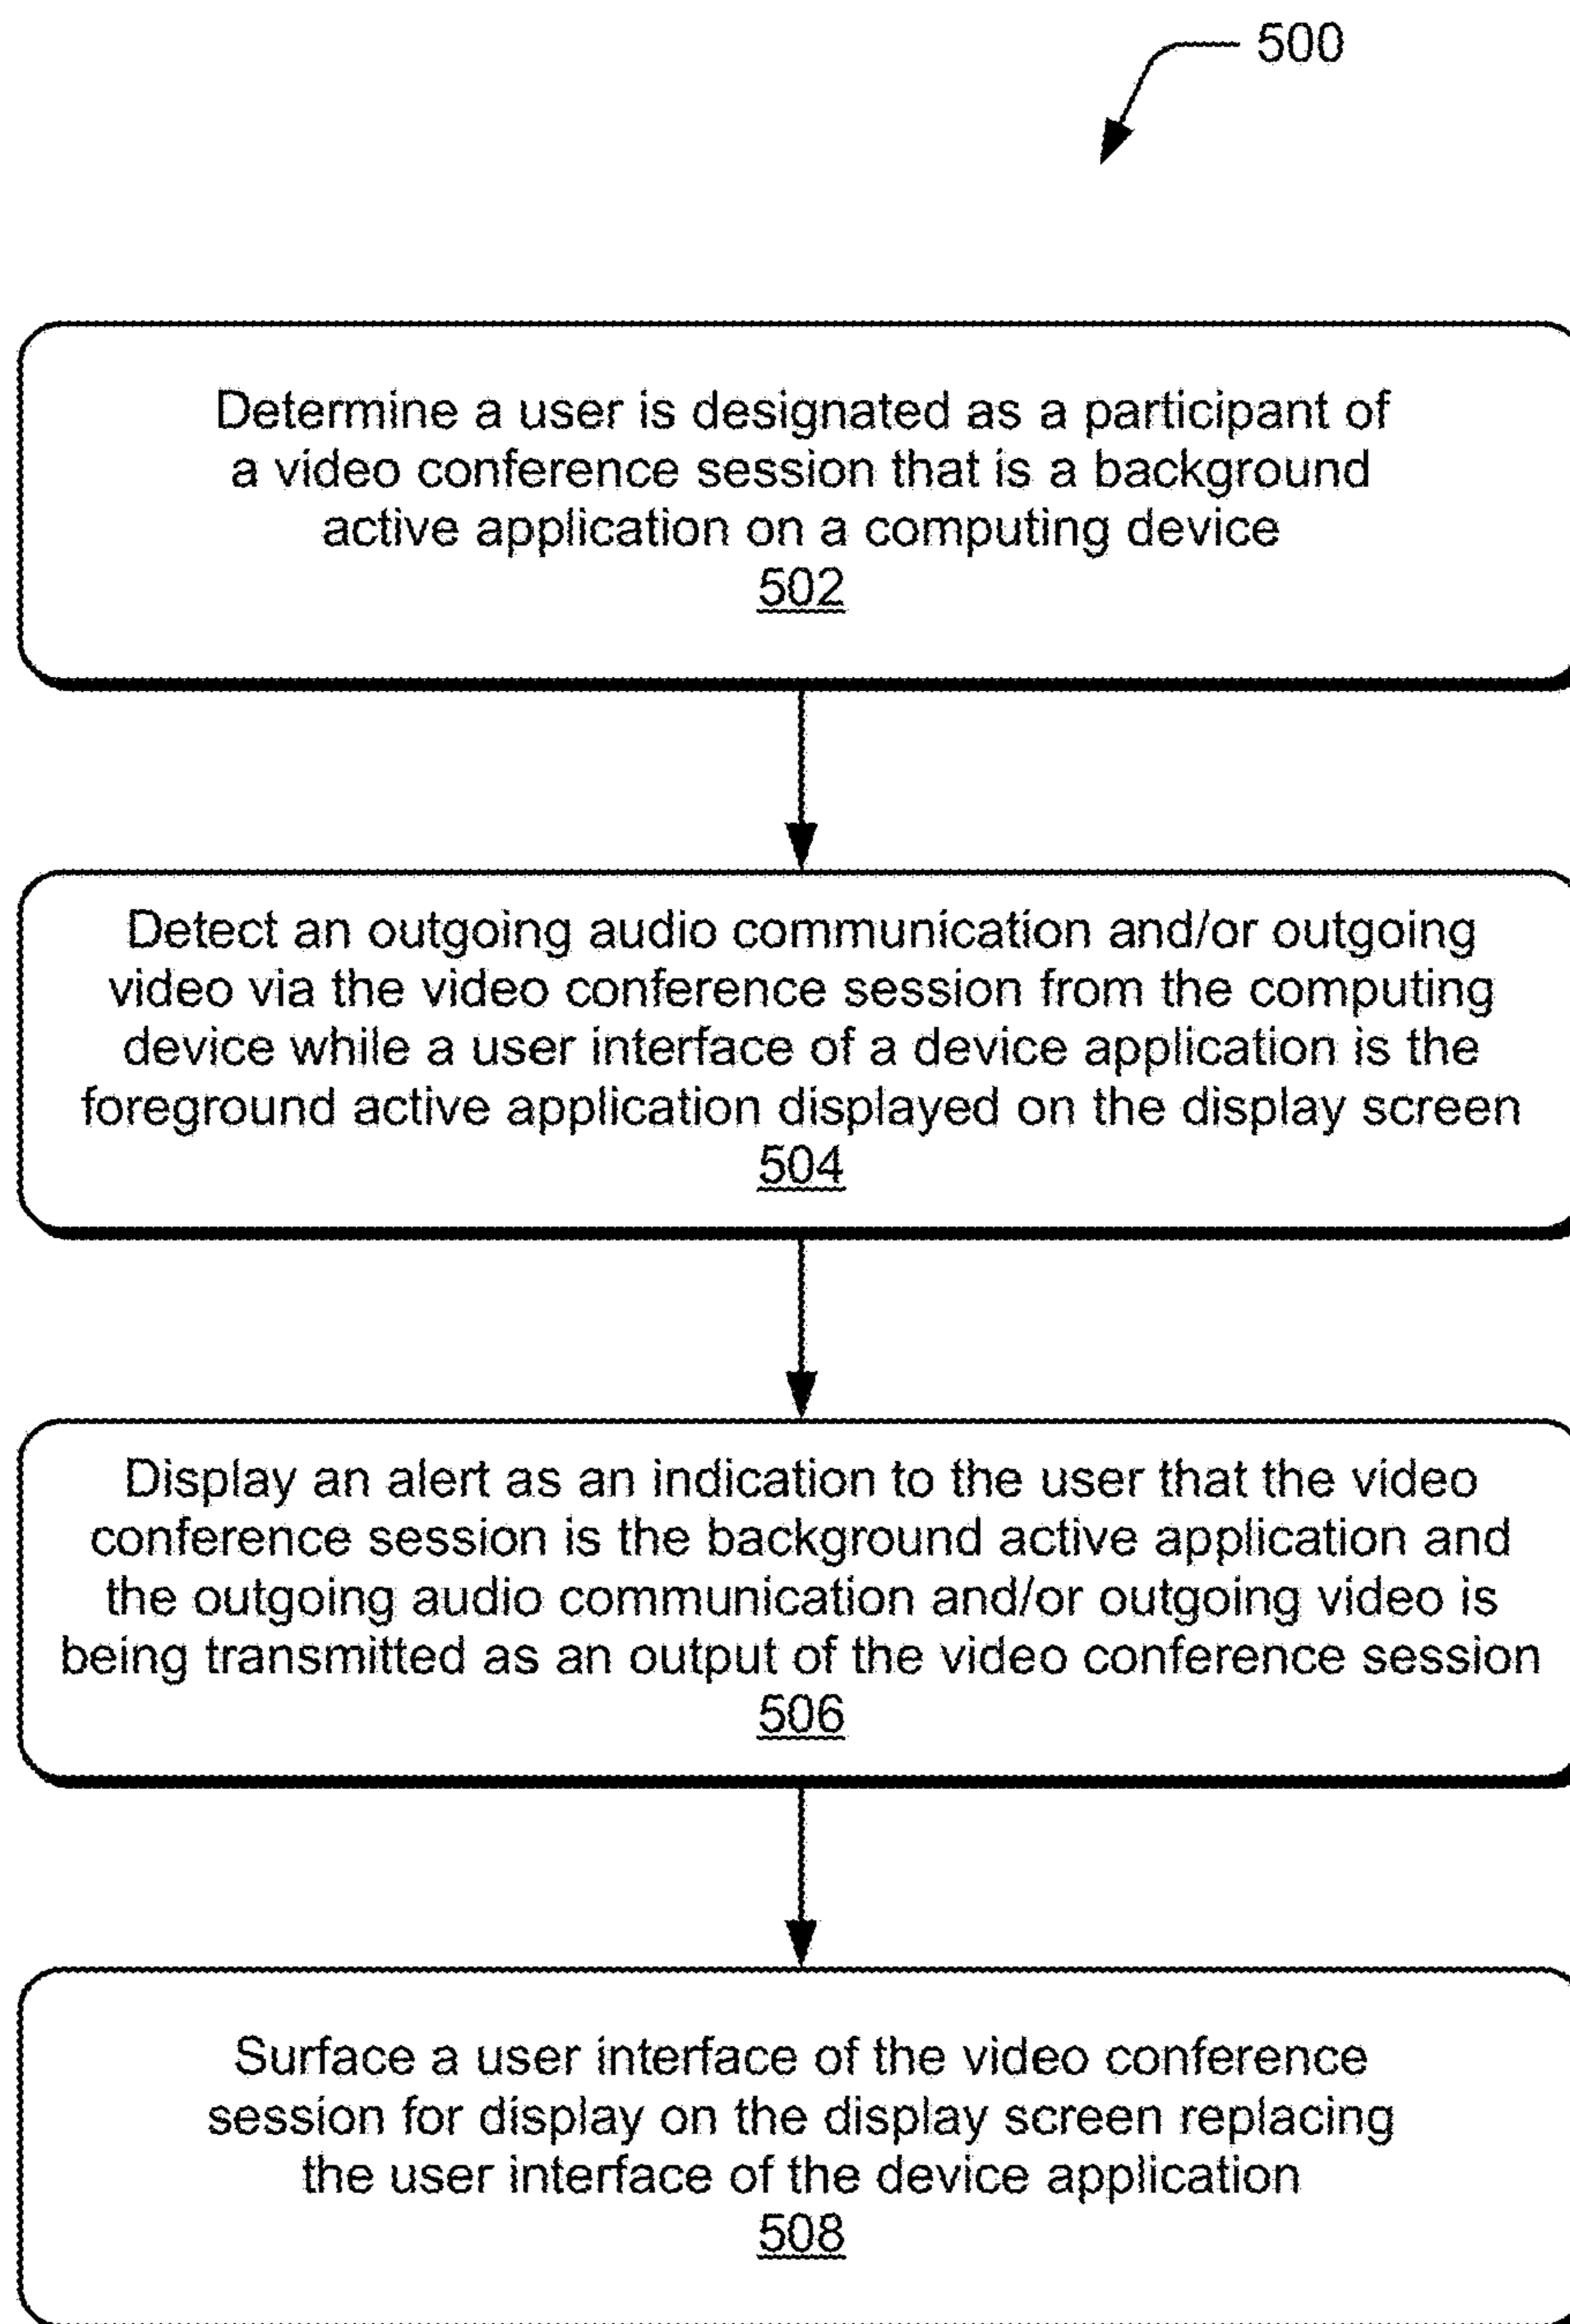 500
Determine a user is designated as a participant of
a video conference session that is a background
active application on a computing device
502
Detect an outgoing audio communication and/or outgoing
video via the video conference session from the computing
device while a user interface of a device application is the
foreground active application displayed on the display screen
504
Display an alert as an indication to the user that the video
conference session is the background active application and
the outgoing audio communication and/or outgoing video is
being transmitted as an output of the video conference session
506
Surface a user interface of the video conference
session for display on the display screen replacing
the user interface of the device application
508